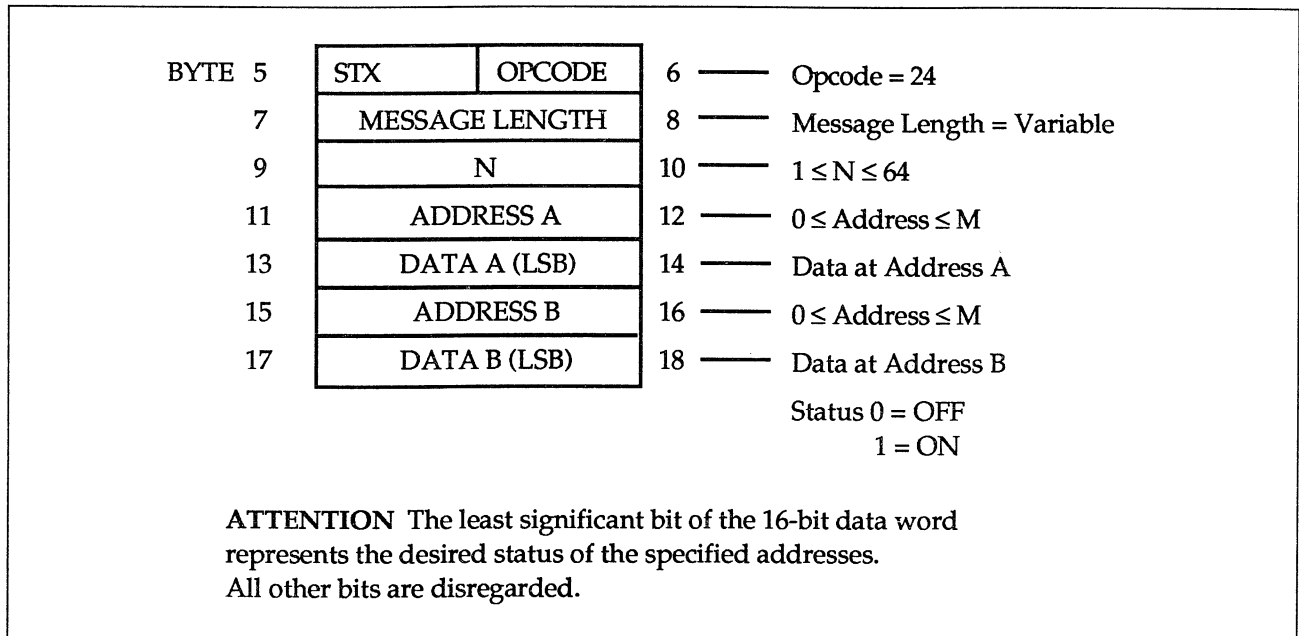 BYTE 5 STX OPCODE 6 Opcode = 24
7 MESSAGE LENGTH 8 Message Length = Variable
9 N 10 1 ≤ N ≤ 64
11 ADDRESS A 12 0 ≤ Address ≤ M
13 DATA A (LSB) 14 Data at Address A
15 ADDRESS B 16 0 ≤ Address ≤ M
17 DATA B (LSB) 18 Data at Address B
Status 0 = OFF
1 = ON
ATTENTION The least significant bit of the 16-bit data word
represents the desired status of the specified addresses.
All other bits are disregarded.